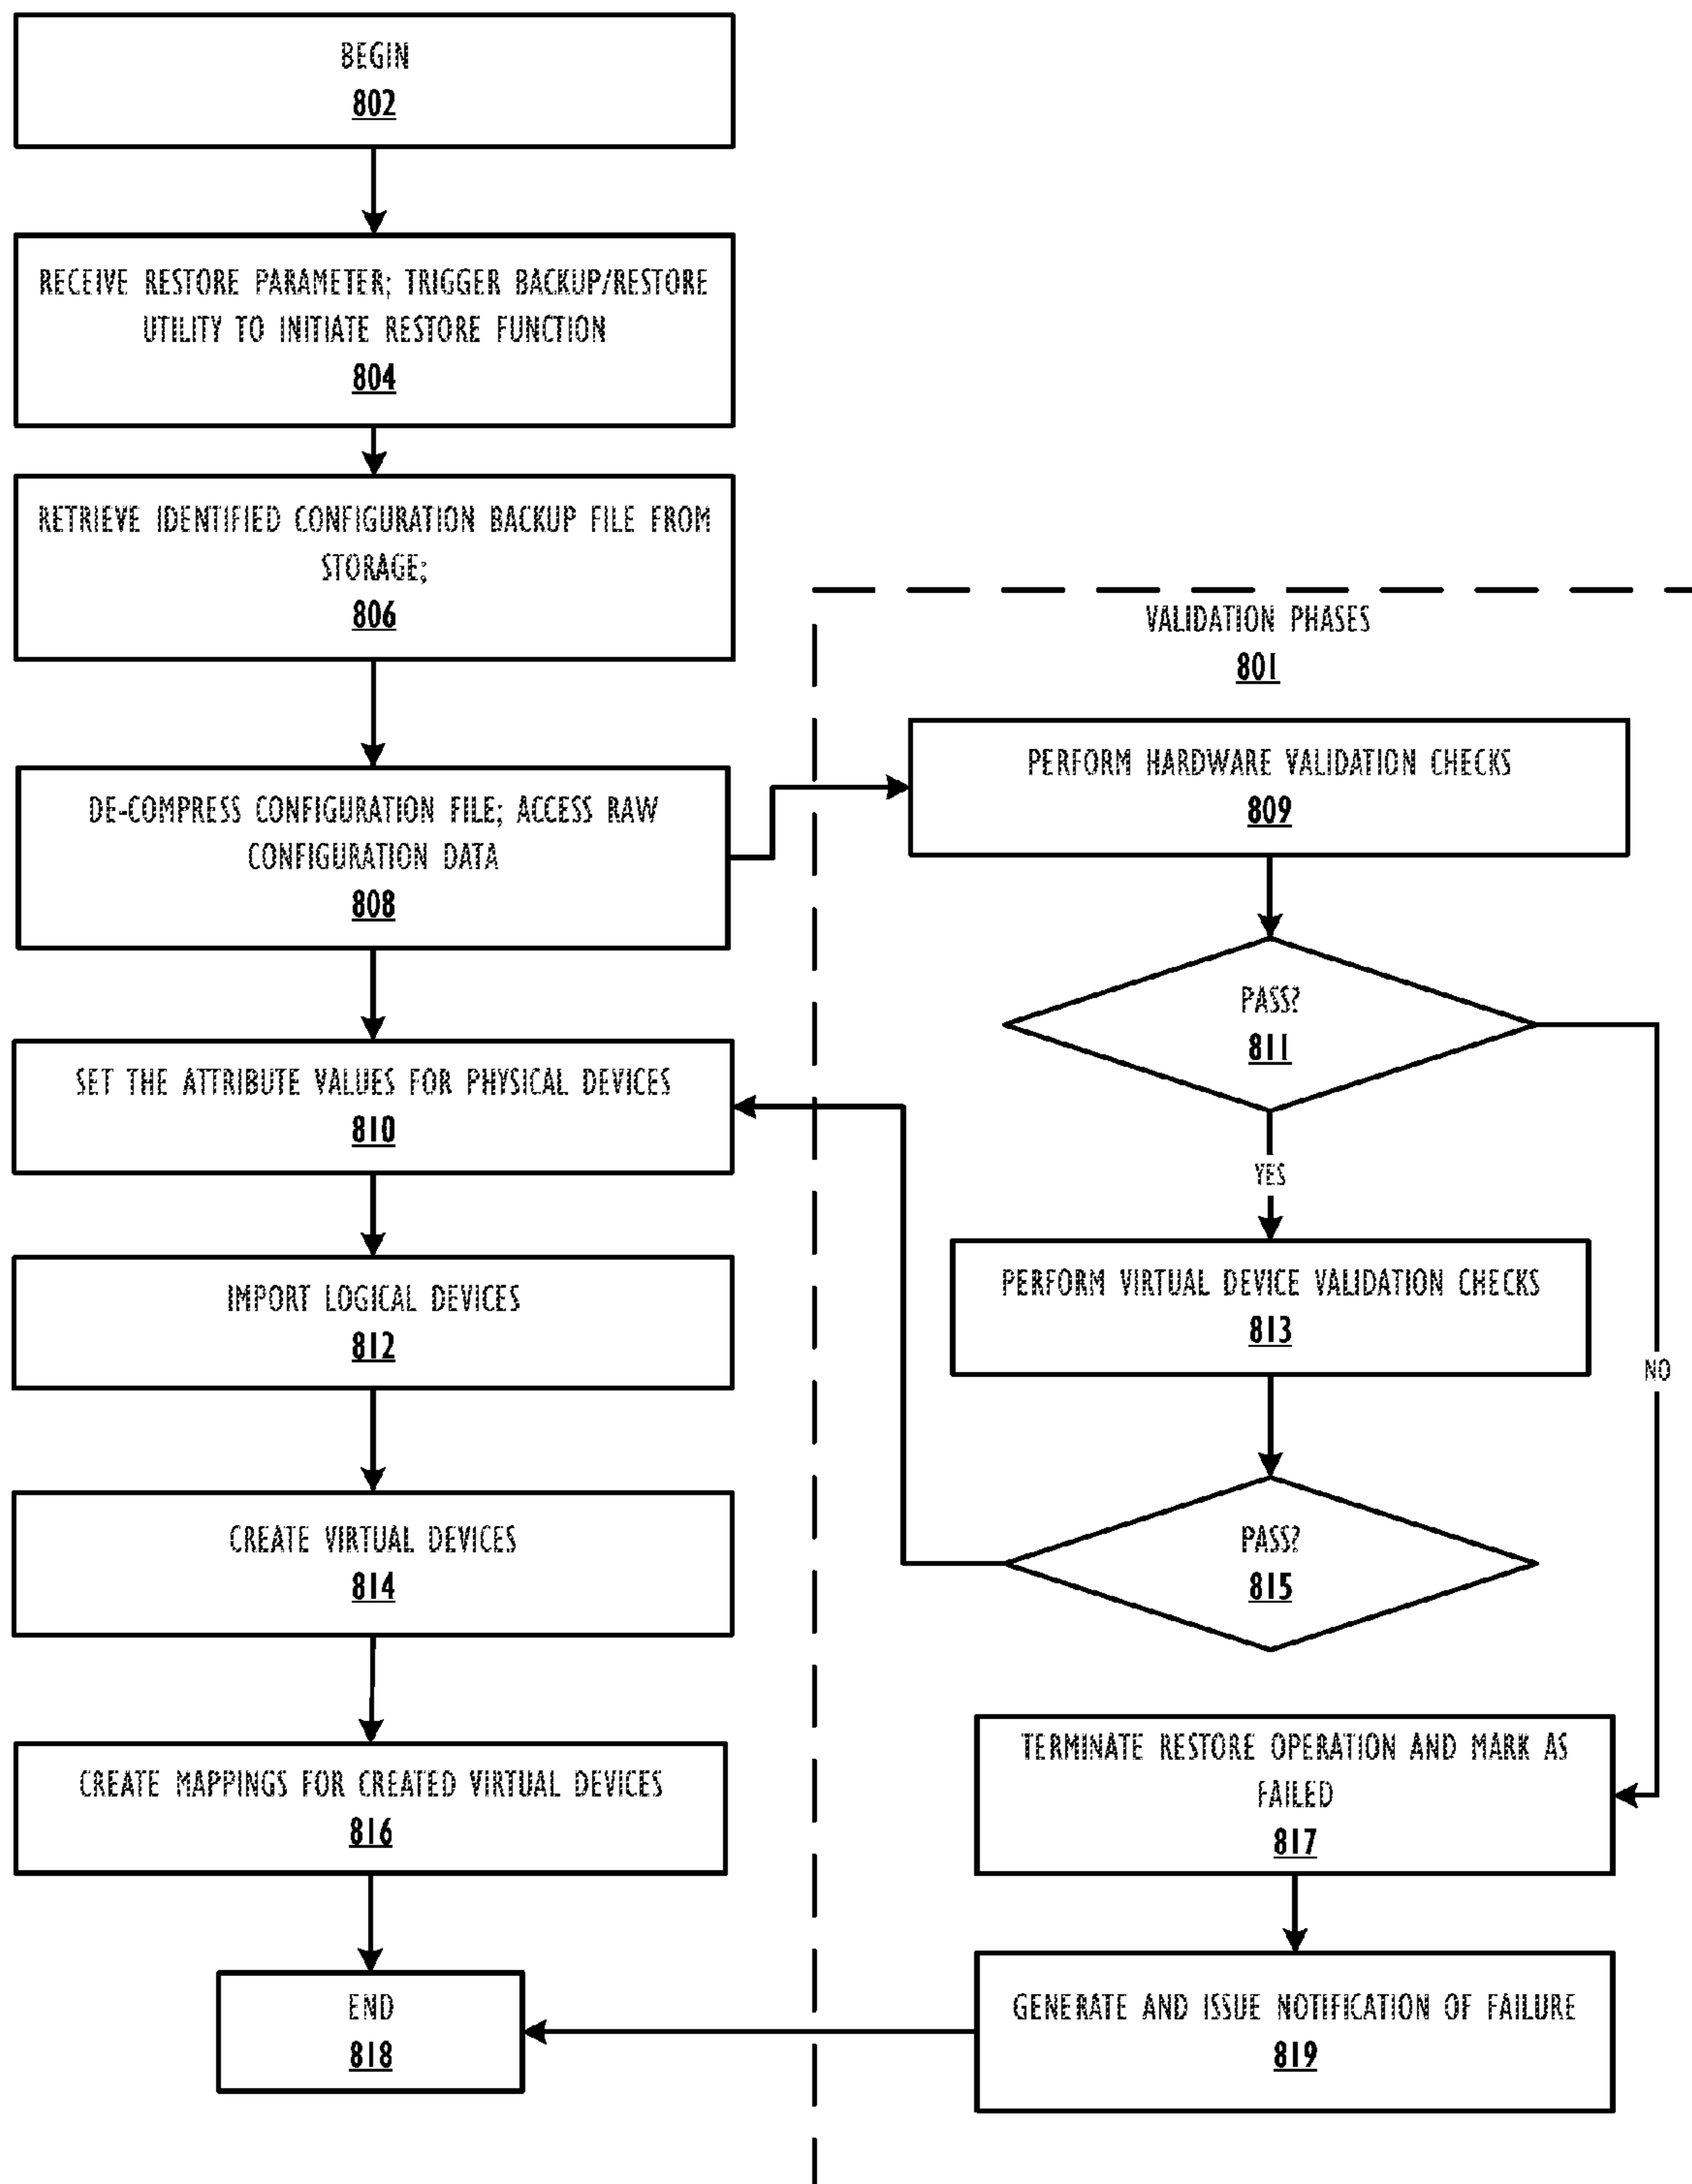 BEGIN
802
RECEIVE RESTORE PARAMETER; TRIGGER BACKUP/RESTORE
UTILITY TO INITIATE RESTORE FUNCTION
804
RETRIEVE IDENTIFIED CONFIGURATION BACKUP FILE FROM
STORAGE;
806
DE-COMPRESS CONFIGURATION FILE; ACCESS RAW
CONFIGURATION DATA
808
SET THE ATTRIBUTE VALUES FOR PHYSICAL DEVICES
810
IMPORT LOGICAL DEVICES
812
CREATE VIRTUAL DEVICES
814
CREATE MAPPINGS FOR CREATED VIRTUAL DEVICES
816
END
818
VALIDATION PHASES
801
PERFORM HARDWARE VALIDATION CHECKS
809
PASS?
811
YES
NO
PERFORM VIRTUAL DEVICE VALIDATION CHECKS
813
PASS?
815
TERMINATE RESTORE OPERATION AND MARK AS
FAILED
817
GENERATE AND ISSUE NOTIFICATION OF FAILURE
819